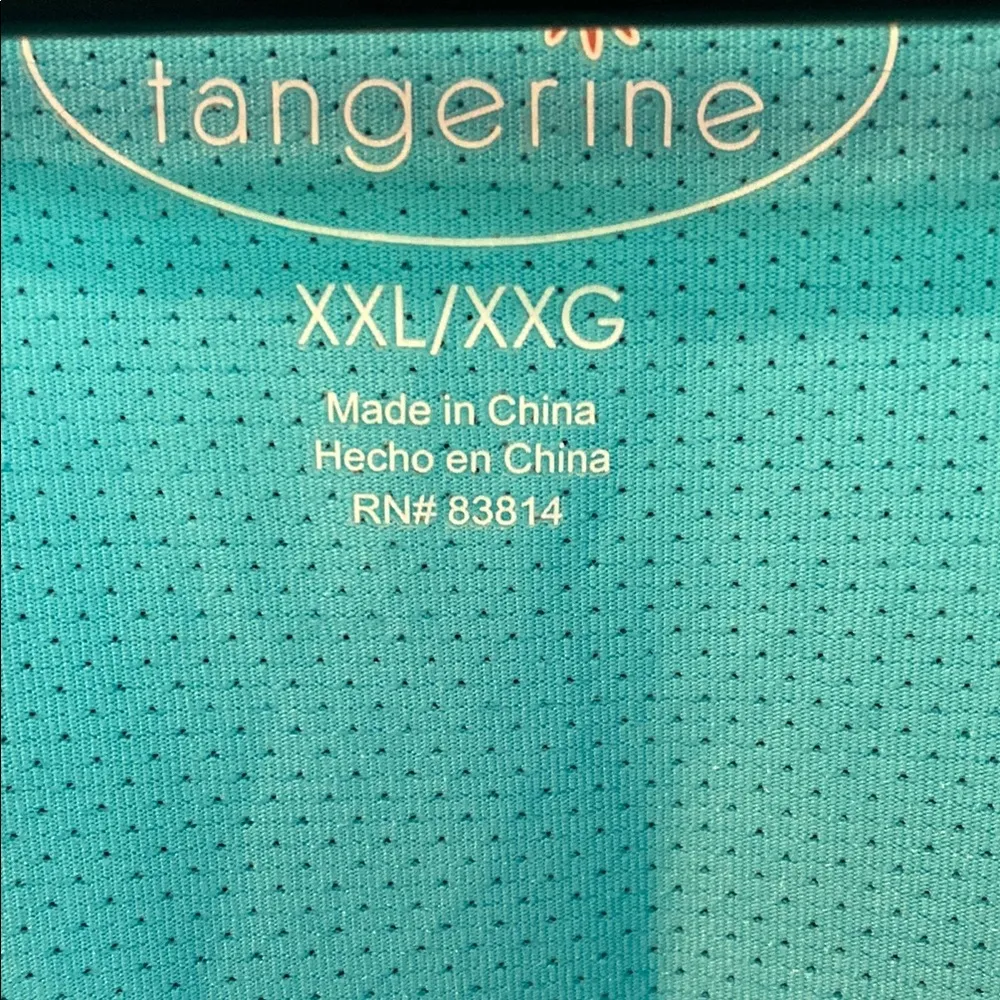 tangerine
XXL/XXG
Made in China
Hecho en China
RN# 83814